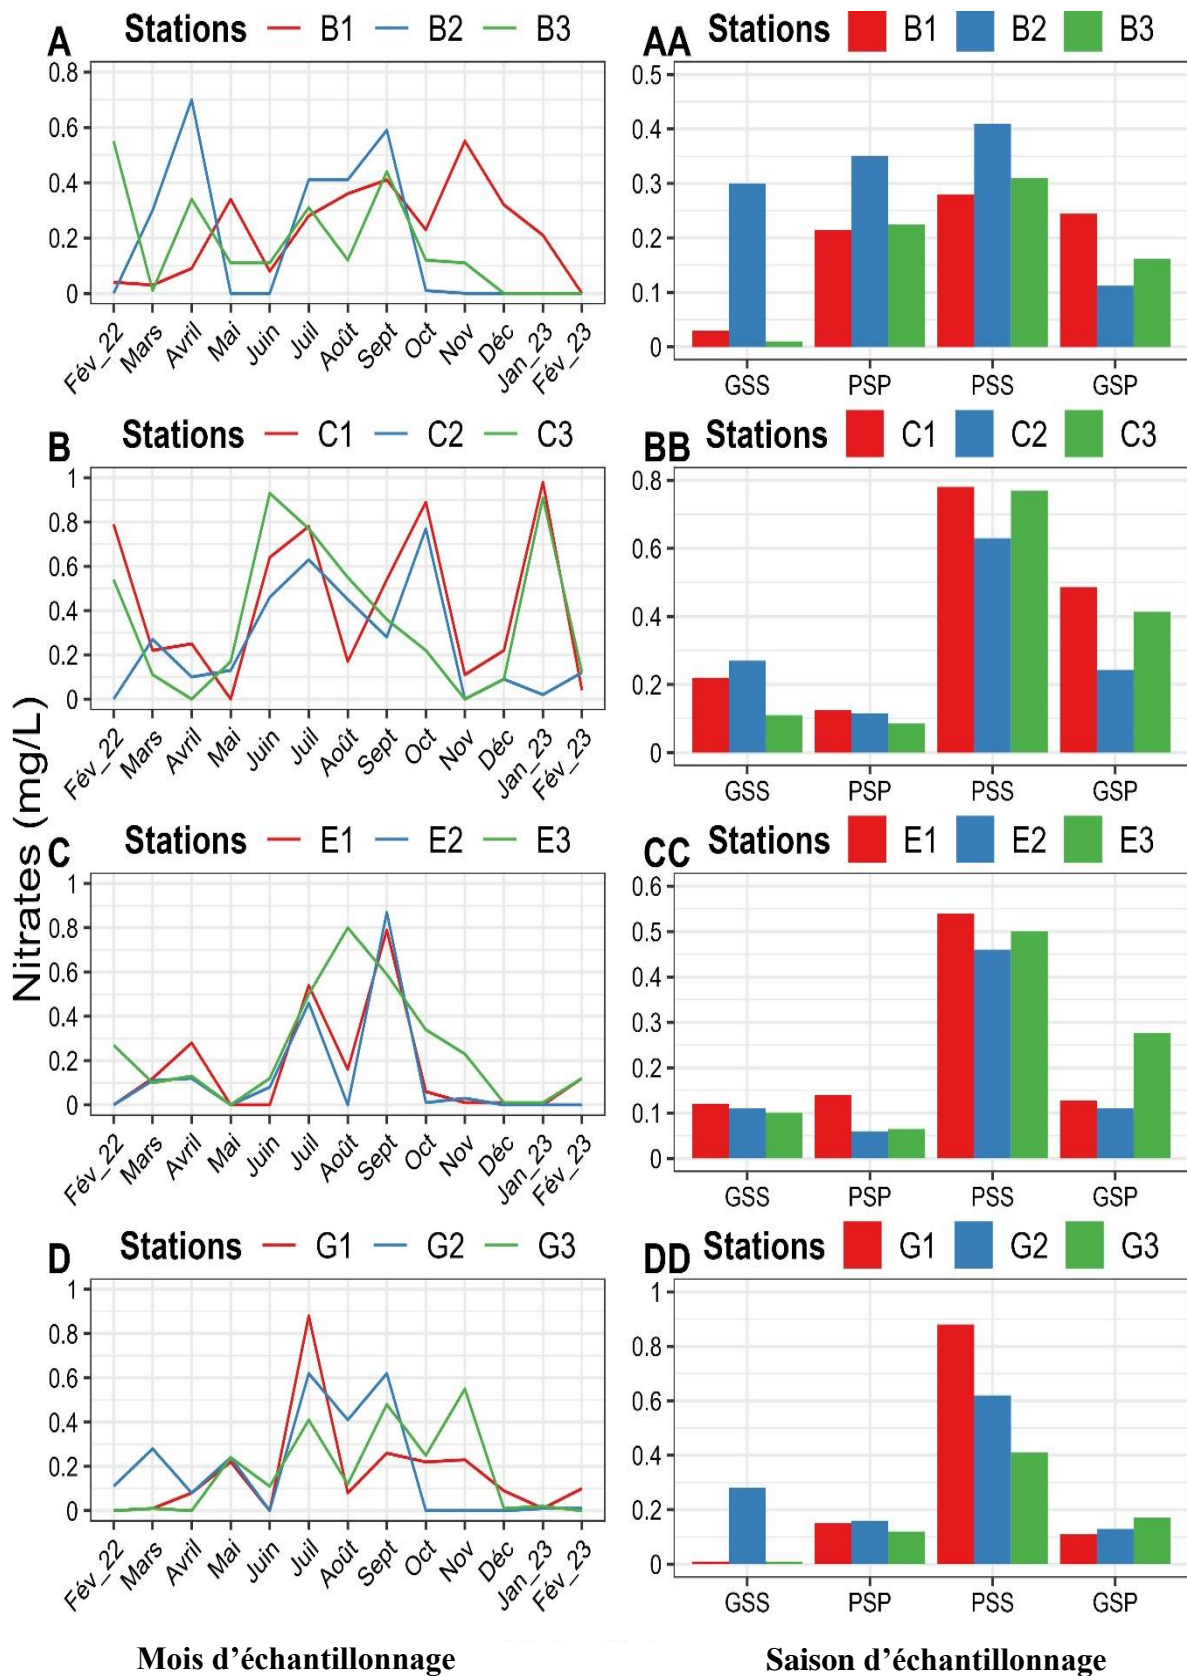 A Stations B1 B2 B3
0.8
0.6
0.4
0.2
0
Fév_22 Mars Avril Mai Juin Juil Août Sept Oct Nov Déc Jan_23 Fév_23
AA Stations B1 B2 B3
0.5
0.4
0.3
0.2
0.1
0
GSS PSP PSS GSP
B Stations C1 C2 C3
1
0.8
0.6
0.4
0.2
0
Fév_22 Mars Avril Mai Juin Juil Août Sept Oct Nov Déc Jan_23 Fév_23
BB Stations C1 C2 C3
0.8
0.6
0.4
0.2
0
GSS PSP PSS GSP
Nitrates (mg/L)
C Stations E1 E2 E3
1
0.8
0.6
0.4
0.2
0
Fév_22 Mars Avril Mai Juin Juil Août Sept Oct Nov Déc Jan_23 Fév_23
CC Stations E1 E2 E3
0.6
0.5
0.4
0.3
0.2
0.1
0
GSS PSP PSS GSP
D Stations G1 G2 G3
1
0.8
0.6
0.4
0.2
0
Fév_22 Mars Avril Mai Juin Juil Août Sept Oct Nov Déc Jan_23 Fév_23
DD Stations G1 G2 G3
1
0.8
0.6
0.4
0.2
0
GSS PSP PSS GSP
Mois d’échantillonnage
Saison d’échantillonnage